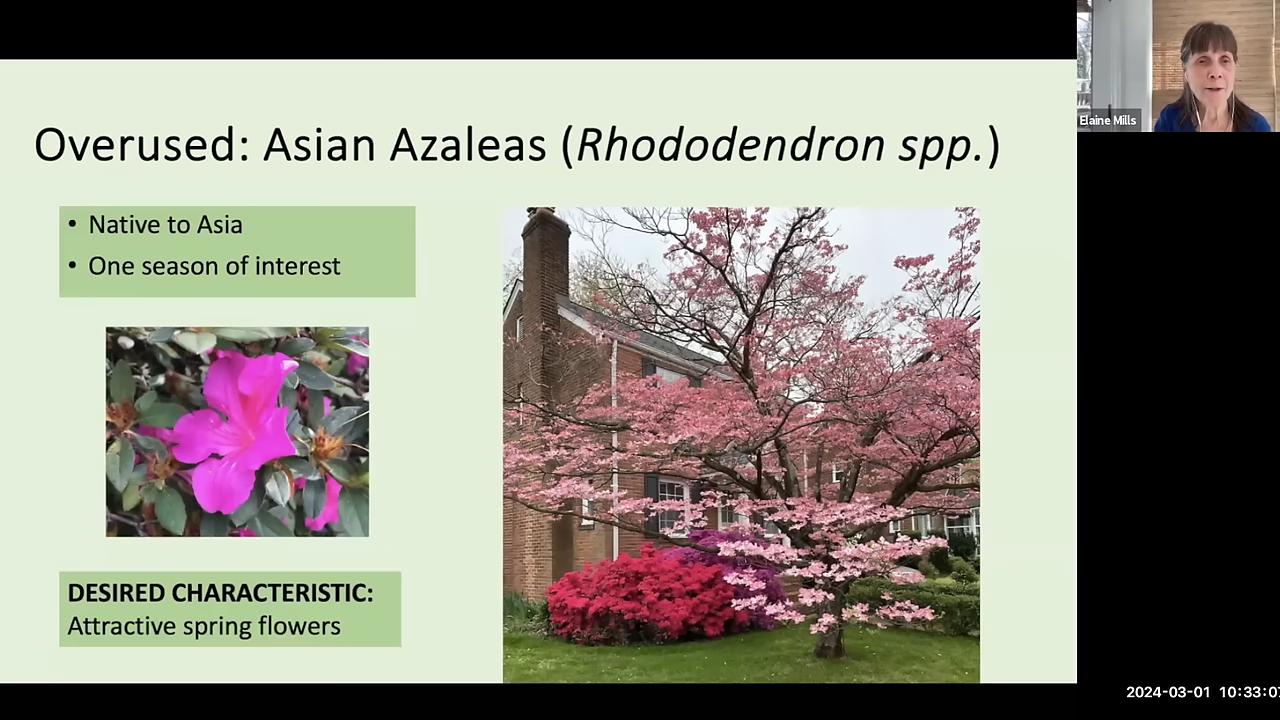 Overused: Asian Azaleas (Rhododendron spp.)
• Native to Asia
• One season of interest
DESIRED CHARACTERISTIC:
Attractive spring flowers
Elaine Mills
2024-03-01 10:33:07